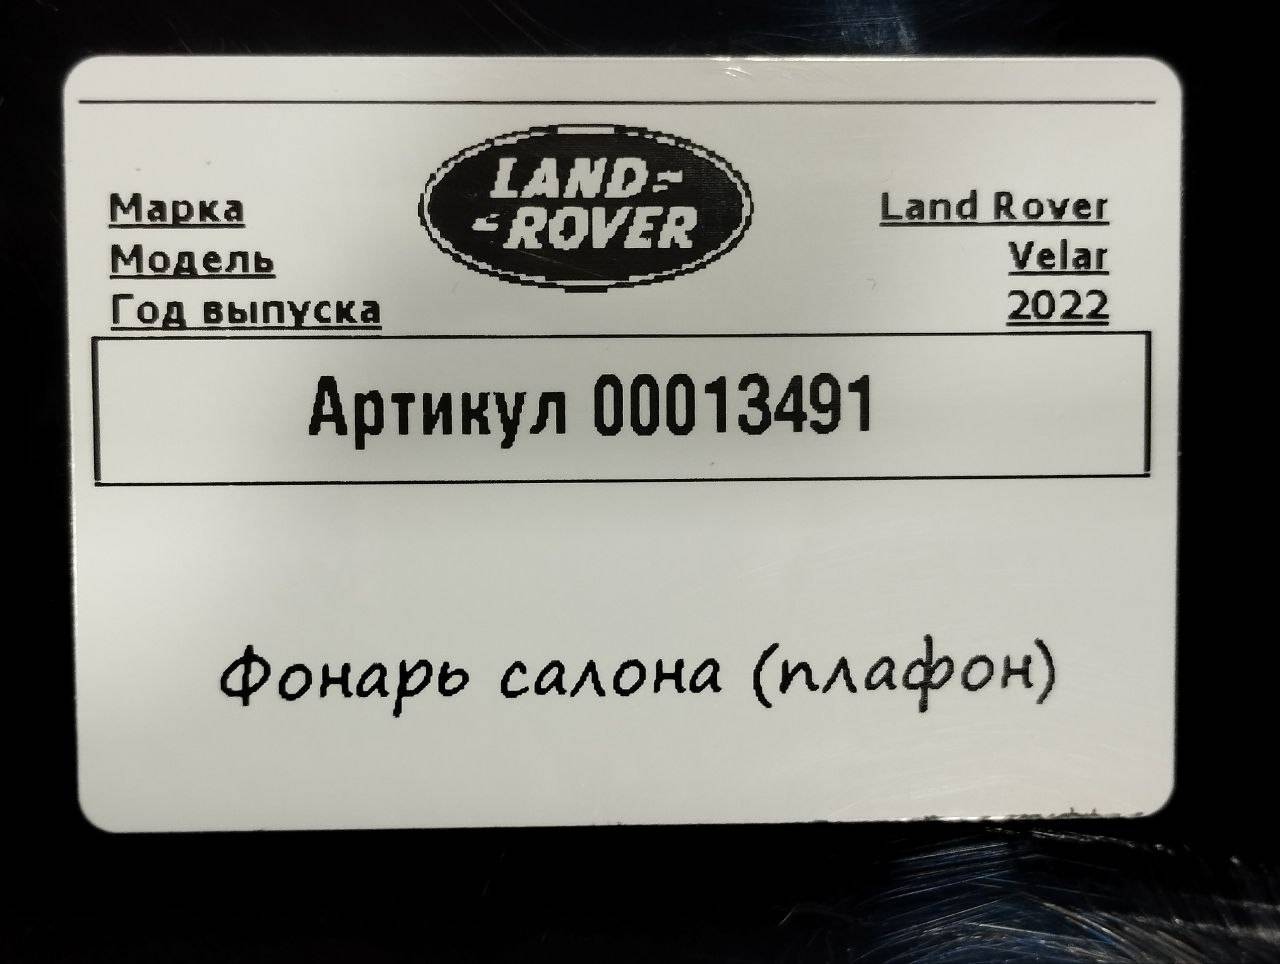 LAND
ROVER
Марка Land Rover
Модель Velar
Год выпуска 2022
Артикул 00013491
Фонарь салона (плафон)